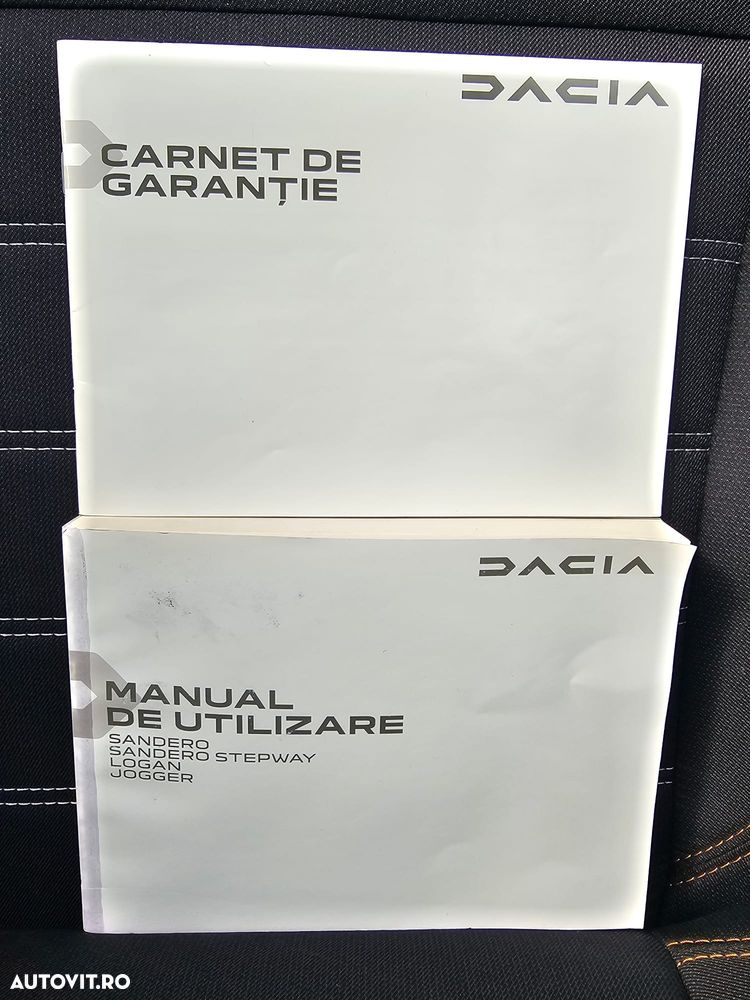 DACIA
CARNET DE
GARANȚIE
DACIA
MANUAL
DE UTILIZARE
SANDERO
SANDERO STEPWAY
LOGAN
JOGGER
AUTOVIT.RO